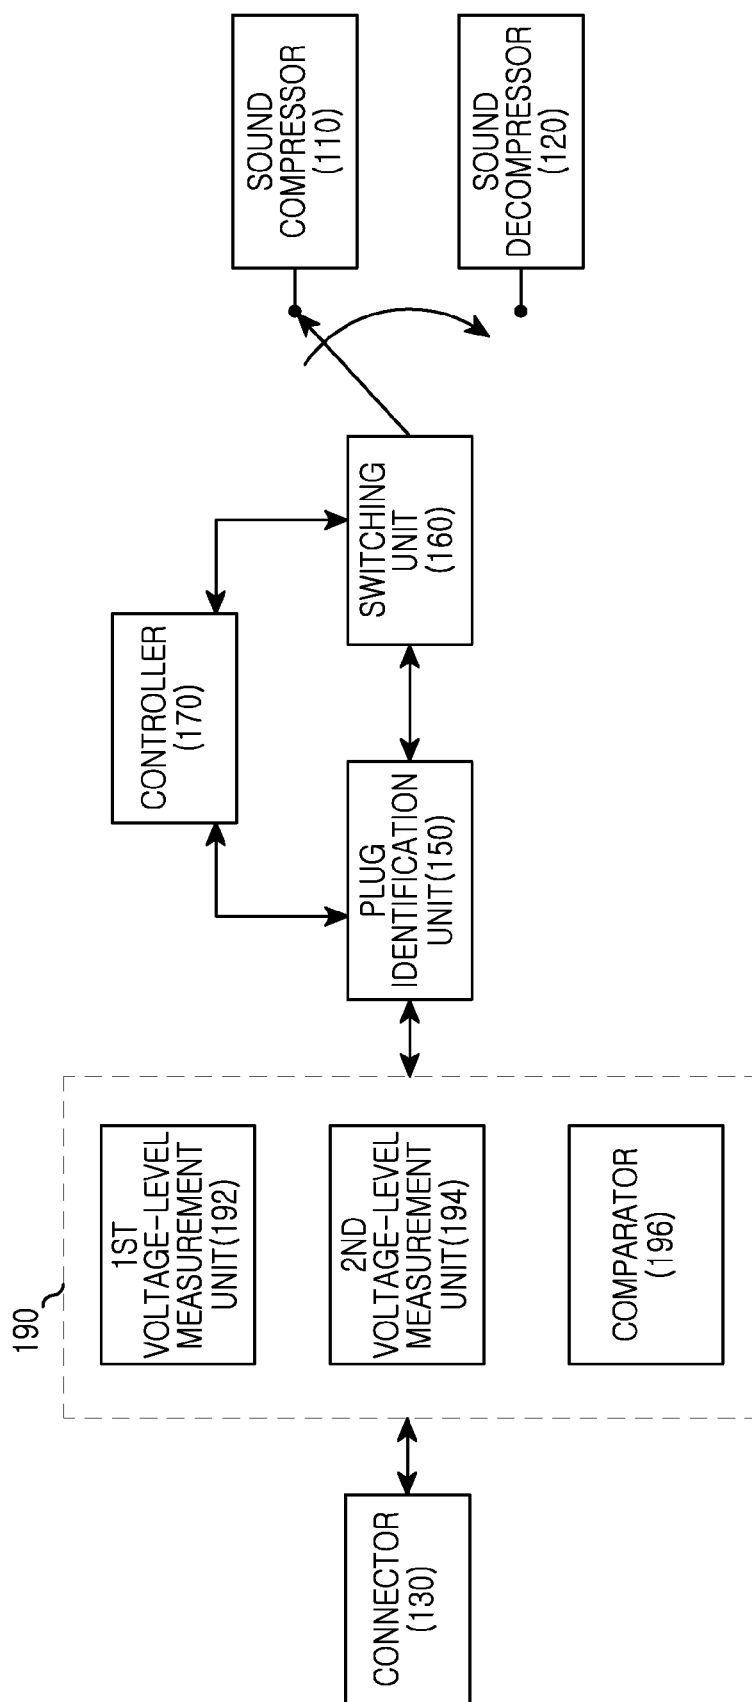 190
CONNECTOR
(130)
1ST
VOLTAGE-LEVEL
MEASUREMENT
UNIT(192)
2ND
VOLTAGE-LEVEL
MEASUREMENT
UNIT(194)
COMPARATOR
(196)
PLUG
IDENTIFICATION
UNIT(150)
CONTROLLER
(170)
SWITCHING
UNIT
(160)
SOUND
COMPRESSOR
(110)
SOUND
DECOMPRESSOR
(120)